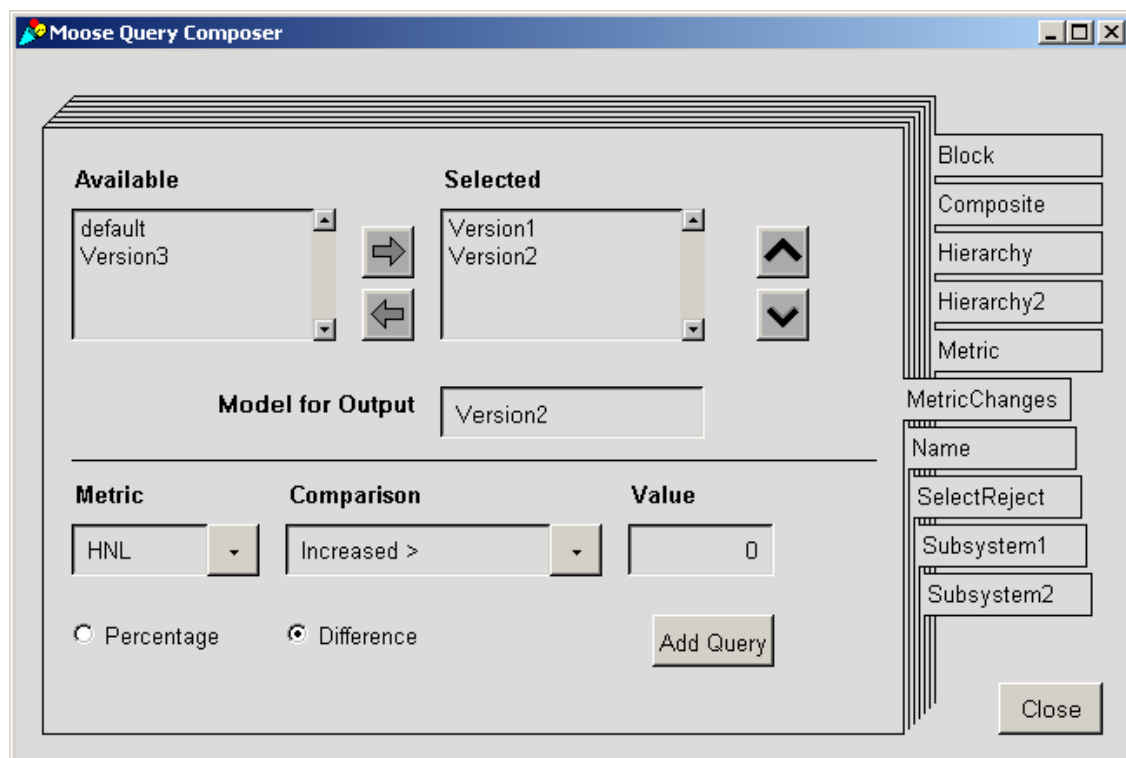 Moose Query Composer
Available
Selected
default
Version3
Version1
Version2
Model for Output
Version2
Metric
Comparison
Value
HNL
Increased >
0
Percentage
Difference
Add Query
Block
Composite
Hierarchy
Hierarchy2
Metric
MetricChanges
Name
SelectReject
Subsystem1
Subsystem2
Close